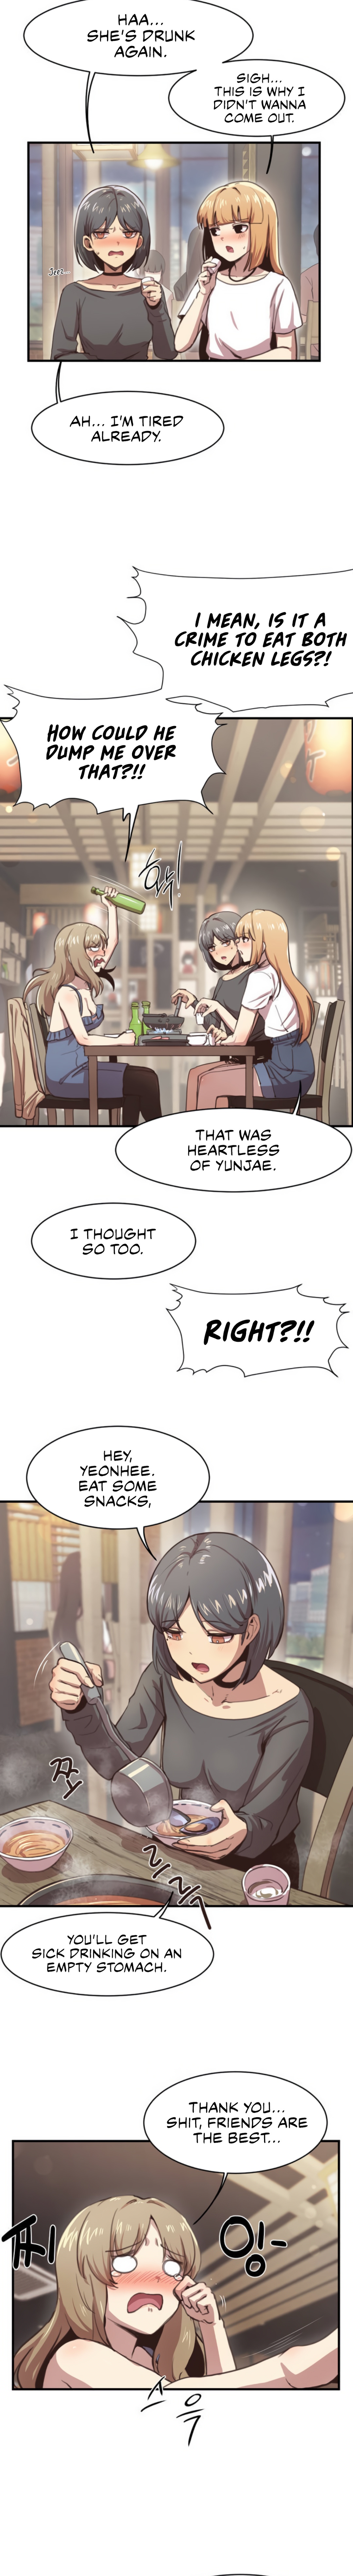 HAA...
SHE'S DRUNK
AGAIN.
SIGH...
THIS IS WHY I
DIDN'T WANNA
COME OUT.
Jeez...
AH... I'M TIRED
ALREADY.
I MEAN, IS IT A
CRIME TO EAT BOTH
CHICKEN LEGS?!
HOW COULD HE
DUMP ME OVER
THAT?!!
THAT WAS
HEARTLESS
OF YUNJAE.
I THOUGHT
SO TOO.
RIGHT?!!
HEY,
YEONHEE.
EAT SOME
SNACKS,
YOU'LL GET
SICK DRINKING ON AN
EMPTY STOMACH.
THANK YOU...
SHIT, FRIENDS ARE
THE BEST...
스윽